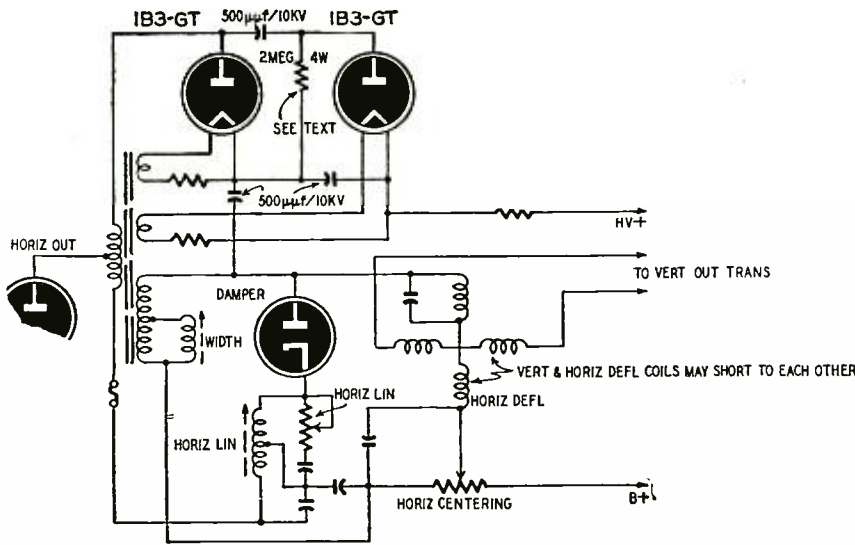 1B3-GT
500µµf/10KV
1B3-GT
2MEG 4W
SEE TEXT
500µµf/10KV
HV+
HORIZ OUT
TO VERT OUT TRANS
DAMPER
WIDTH
VERT & HORIZ DEFL COILS MAY SHORT TO EACH OTHER
HORIZ LIN
HORIZ DEFL
HORIZ LIN
HORIZ CENTERING
B+